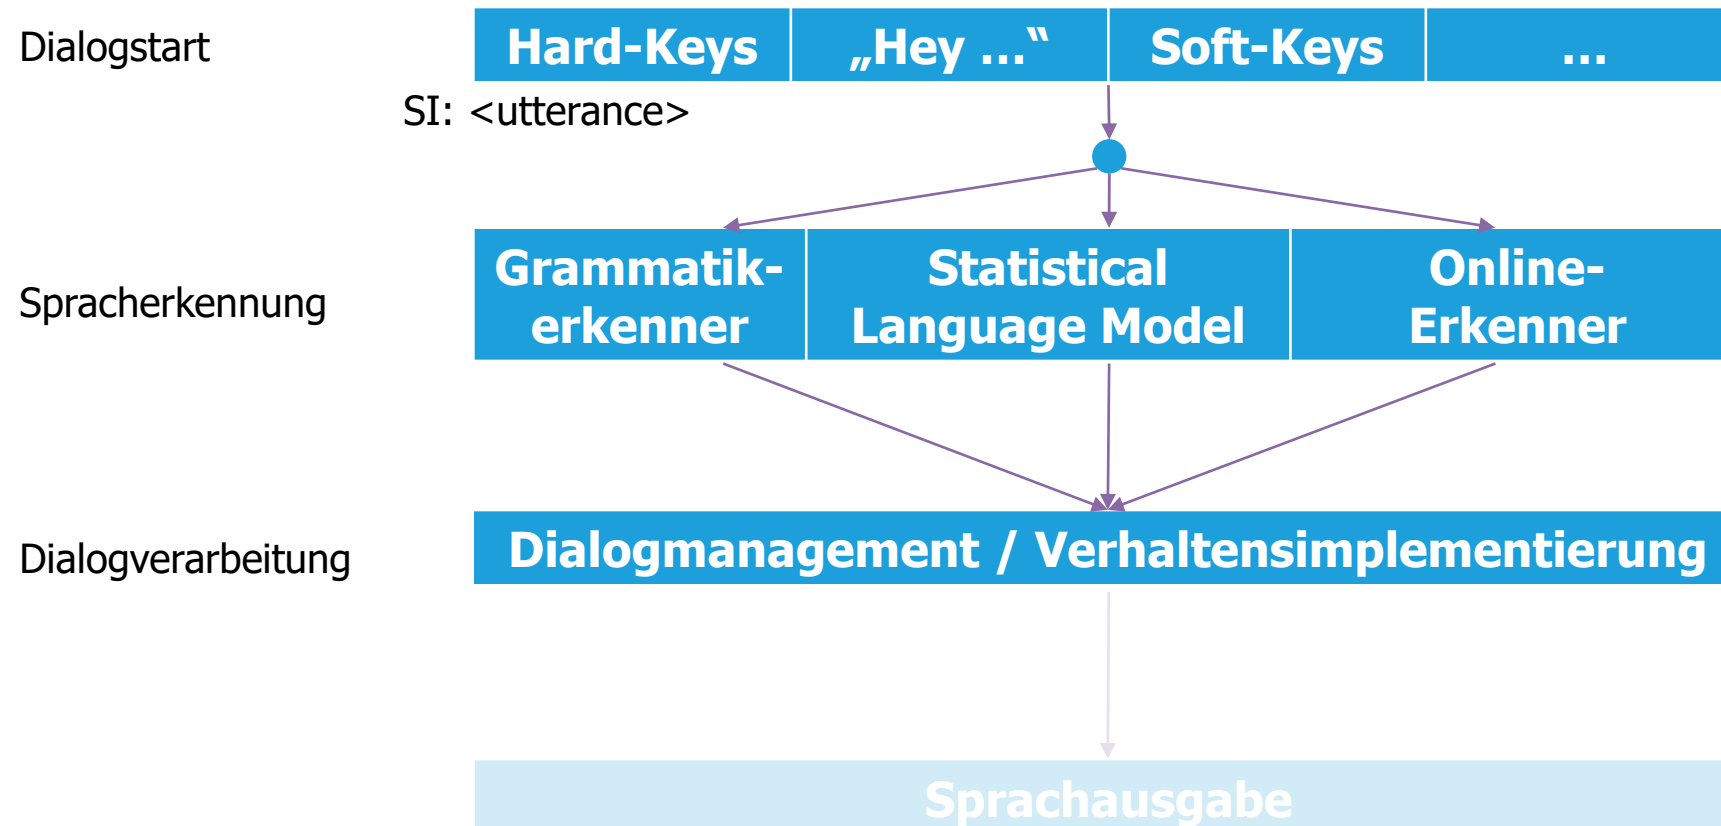 Dialogstart
Hard-Keys
„Hey …‟
Soft-Keys
…
SI: <utterance>
Spracherkennung
Grammatik-
erkenner
Statistical
Language Model
Online-
Erkenner
Dialogverarbeitung
Dialogmanagement / Verhaltensimplementierung
Sprachausgabe